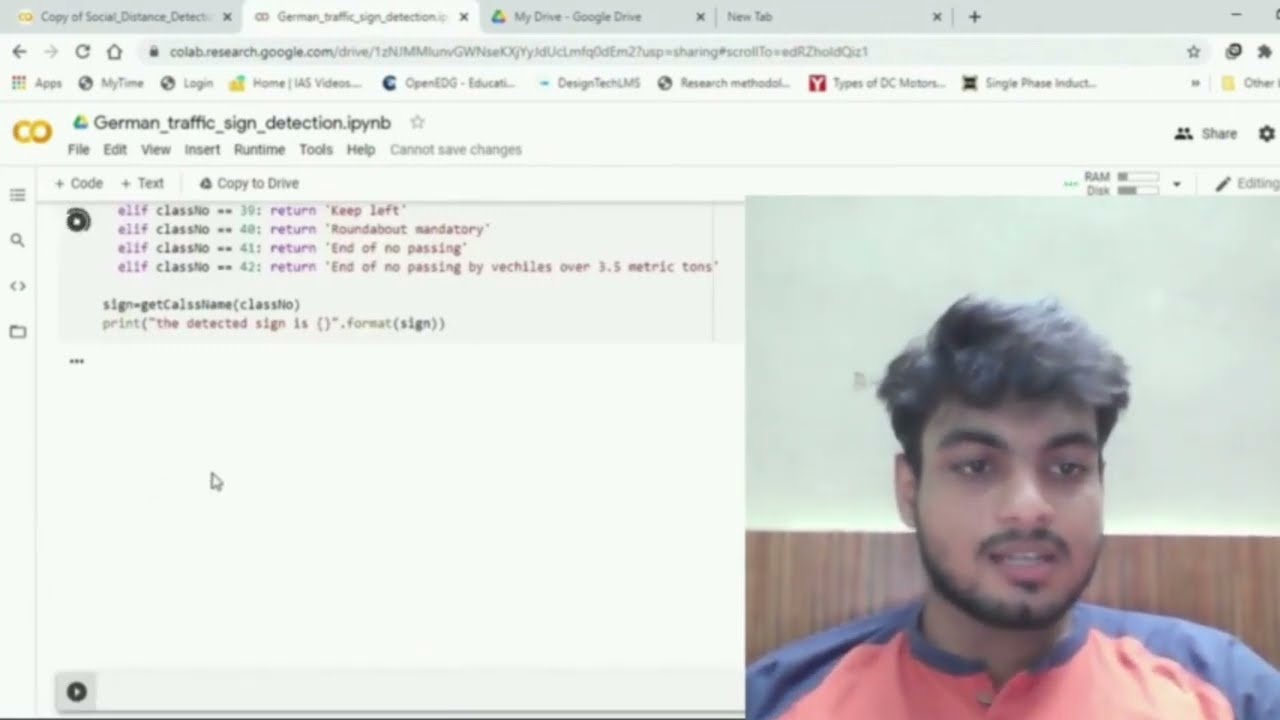 Copy of Social_Distance_Detecti
German_traffic_sign_detection.ip
My Drive - Google Drive
New Tab
colab.research.google.com/drive/1zNJMMIunvGWNseKXjYyJdUcLmfq0dEm2?usp=sharing#scrollTo=edRZholdQiz1
Apps
MyTime
Login
Home | IAS Videos...
OpenEDG - Educati...
DesignTechLMS
Research methodol...
Types of DC Motors...
Single Phase Induct...
»
Other
German_traffic_sign_detection.ipynb
Share
File Edit View Insert Runtime Tools Help Cannot save changes
+ Code + Text Copy to Drive
RAM
Disk
Editing
elif classNo == 39: return 'Keep left'
elif classNo == 40: return 'Roundabout mandatory'
elif classNo == 41: return 'End of no passing'
elif classNo == 42: return 'End of no passing by vechiles over 3.5 metric tons'
sign=getCalssName(classNo)
print("the detected sign is {}".format(sign))